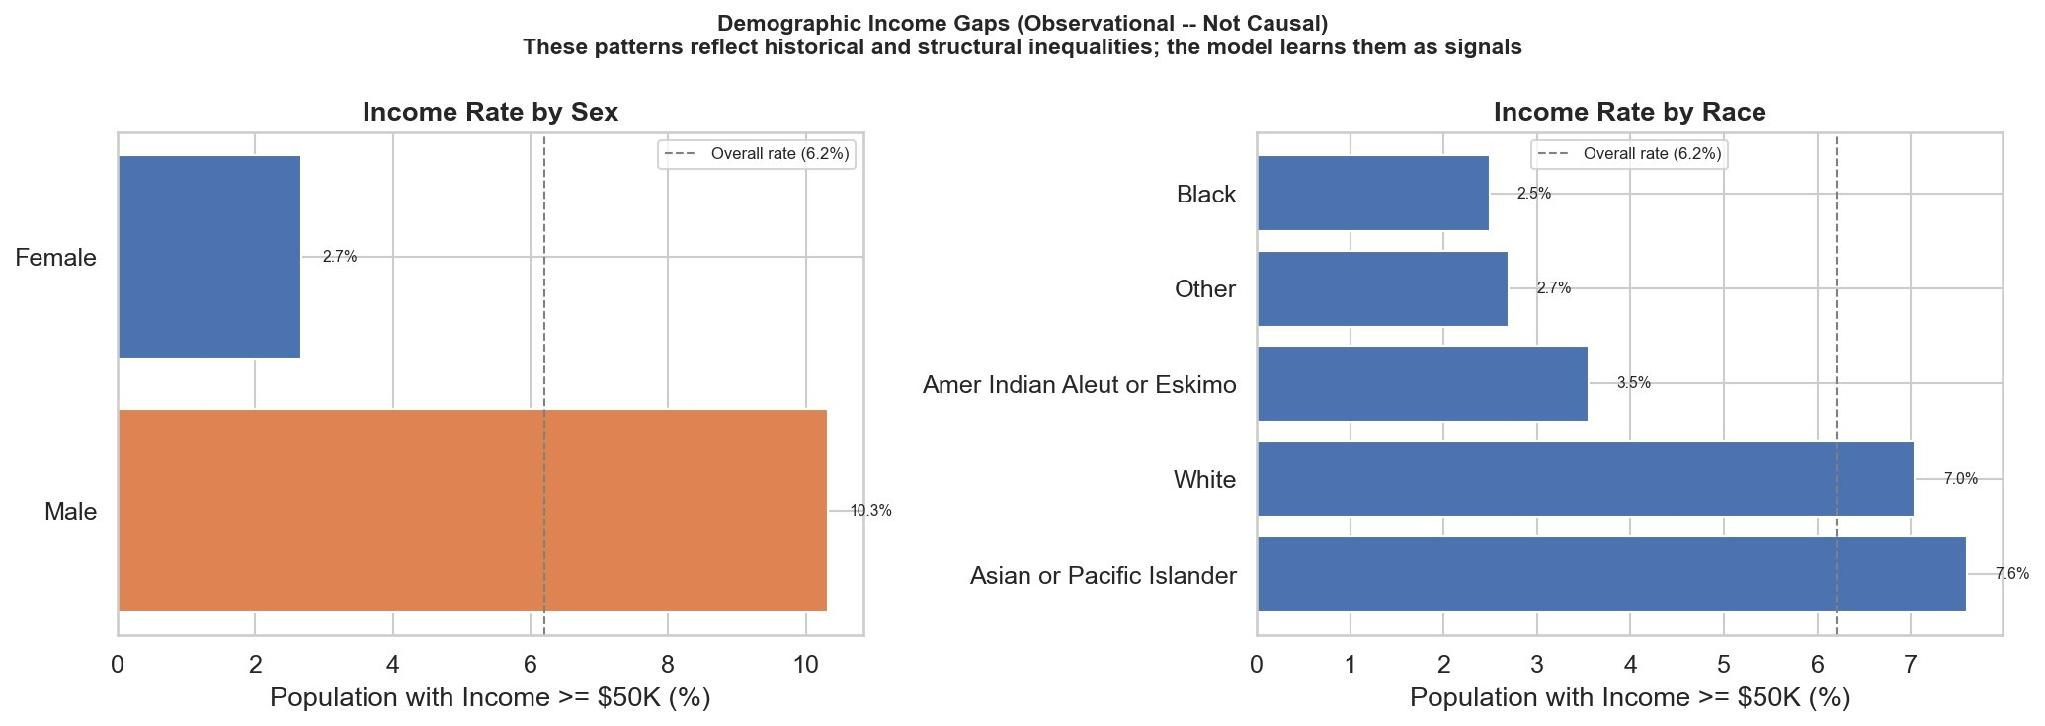 Demographic Income Gaps (Observational -- Not Causal)
These patterns reflect historical and structural inequalities; the model learns them as signals
Income Rate by Sex
Overall rate (6.2%)
Female
2.7%
Male
10.3%
0 2 4 6 8 10
Population with Income >= $50K (%)
Income Rate by Race
Overall rate (6.2%)
Black
2.5%
Other
2.7%
Amer Indian Aleut or Eskimo
3.5%
White
7.0%
Asian or Pacific Islander
7.6%
0 1 2 3 4 5 6 7
Population with Income >= $50K (%)